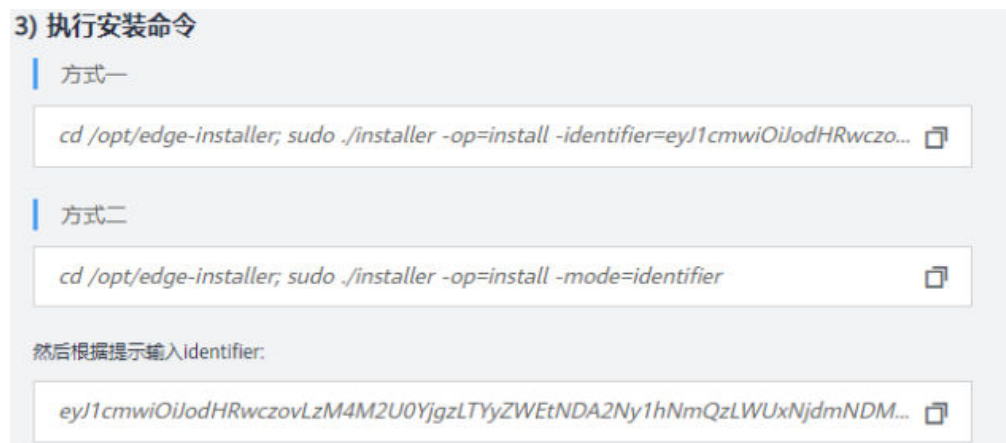 3) 执行安装命令
方式一
cd /opt/edge-installer; sudo ./installer -op=install -identifier=eyJ1cmwiOiJodHRwczo...
方式二
cd /opt/edge-installer; sudo ./installer -op=install -mode=identifier
然后根据提示输入identifier:
eyJ1cmwiOiJodHRwczovLzM4M2U0YjgzLTYyZWEtNDA2Ny1hNmQzLWUxNjdmNDM...